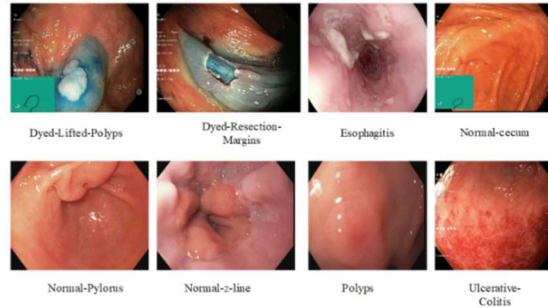 Dyed-Lifted-Polyps
Dyed-Resection-
Margins
Esophagitis
Normal-cecum
Normal-Pylorus
Normal-z-line
Polyps
Ulcerative-
Colitis